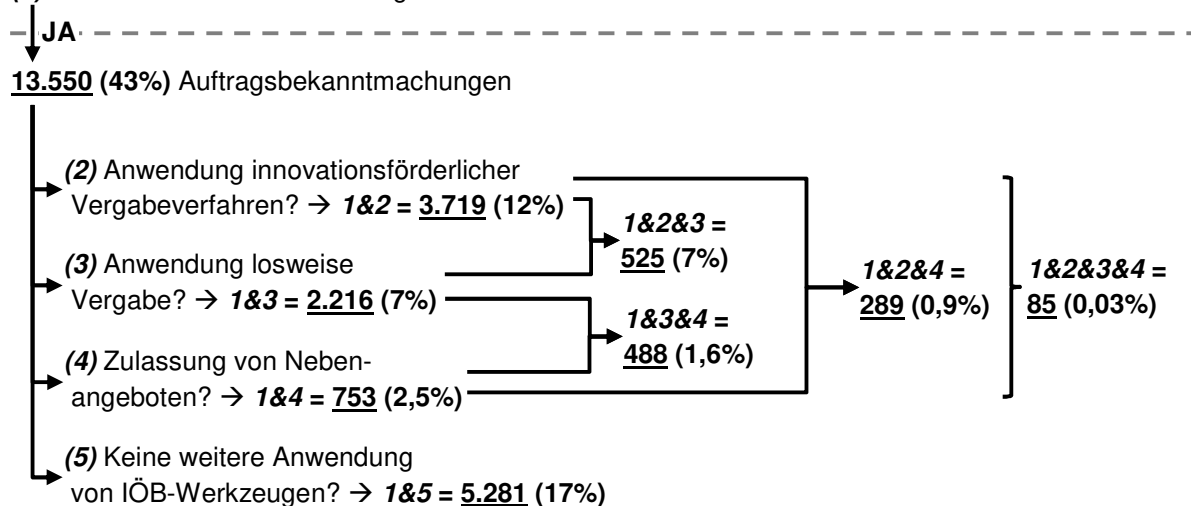 JA
13.550 (43%) Auftragsbekanntmachungen
(2) Anwendung innovationsförderlicher
Vergabeverfahren? → 1&2 = 3.719 (12%)
1&2&3 =
525 (7%)
(3) Anwendung losweise
Vergabe? → 1&3 = 2.216 (7%)
1&3&4 =
488 (1,6%)
(4) Zulassung von Neben-
angeboten? → 1&4 = 753 (2,5%)
1&2&4 =
289 (0,9%)
1&2&3&4 =
85 (0,03%)
(5) Keine weitere Anwendung
von IÖB-Werkzeugen? → 1&5 = 5.281 (17%)